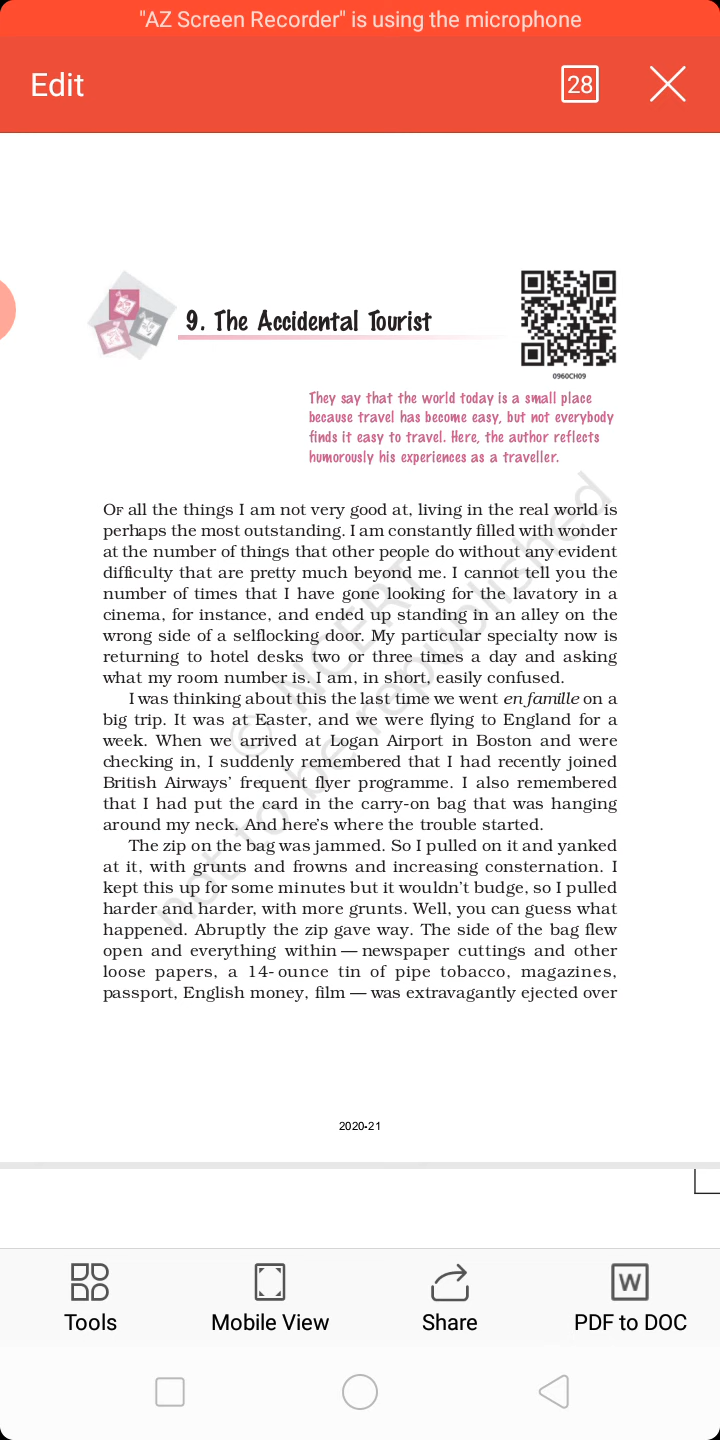 "AZ Screen Recorder" is using the microphone
Edit
28
9. The Accidental Tourist
0960CH09
They say that the world today is a small place
because travel has become easy, but not everybody
finds it easy to travel. Here, the author reflects
humorously his experiences as a traveller.
OF all the things I am not very good at, living in the real world is
perhaps the most outstanding. I am constantly filled with wonder
at the number of things that other people do without any evident
difficulty that are pretty much beyond me. I cannot tell you the
number of times that I have gone looking for the lavatory in a
cinema, for instance, and ended up standing in an alley on the
wrong side of a selflocking door. My particular specialty now is
returning to hotel desks two or three times a day and asking
what my room number is. I am, in short, easily confused.
I was thinking about this the last time we went en famille on a
big trip. It was at Easter, and we were flying to England for a
week. When we arrived at Logan Airport in Boston and were
checking in, I suddenly remembered that I had recently joined
British Airways' frequent flyer programme. I also remembered
that I had put the card in the carry-on bag that was hanging
around my neck. And here's where the trouble started.
The zip on the bag was jammed. So I pulled on it and yanked
at it, with grunts and frowns and increasing consternation. I
kept this up for some minutes but it wouldn't budge, so I pulled
harder and harder, with more grunts. Well, you can guess what
happened. Abruptly the zip gave way. The side of the bag flew
open and everything within — newspaper cuttings and other
loose papers, a 14-ounce tin of pipe tobacco, magazines,
passport, English money, film — was extravagantly ejected over
© NCERT
not to be republished
2020-21
Tools
Mobile View
Share
W
PDF to DOC